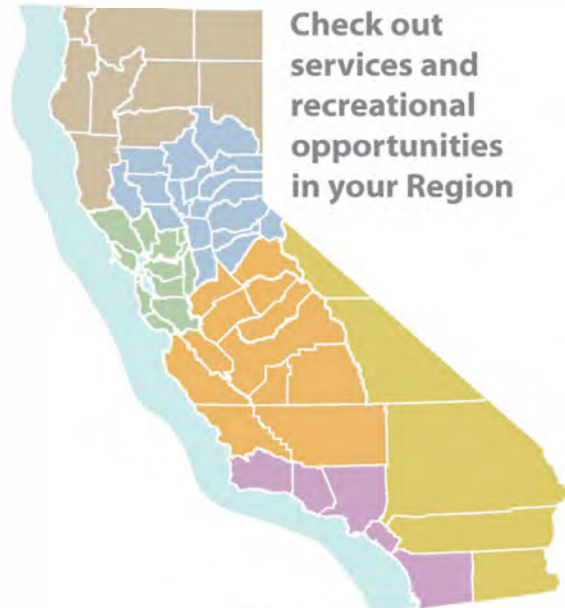 Check out
services and
recreational
opportunities
in your Region